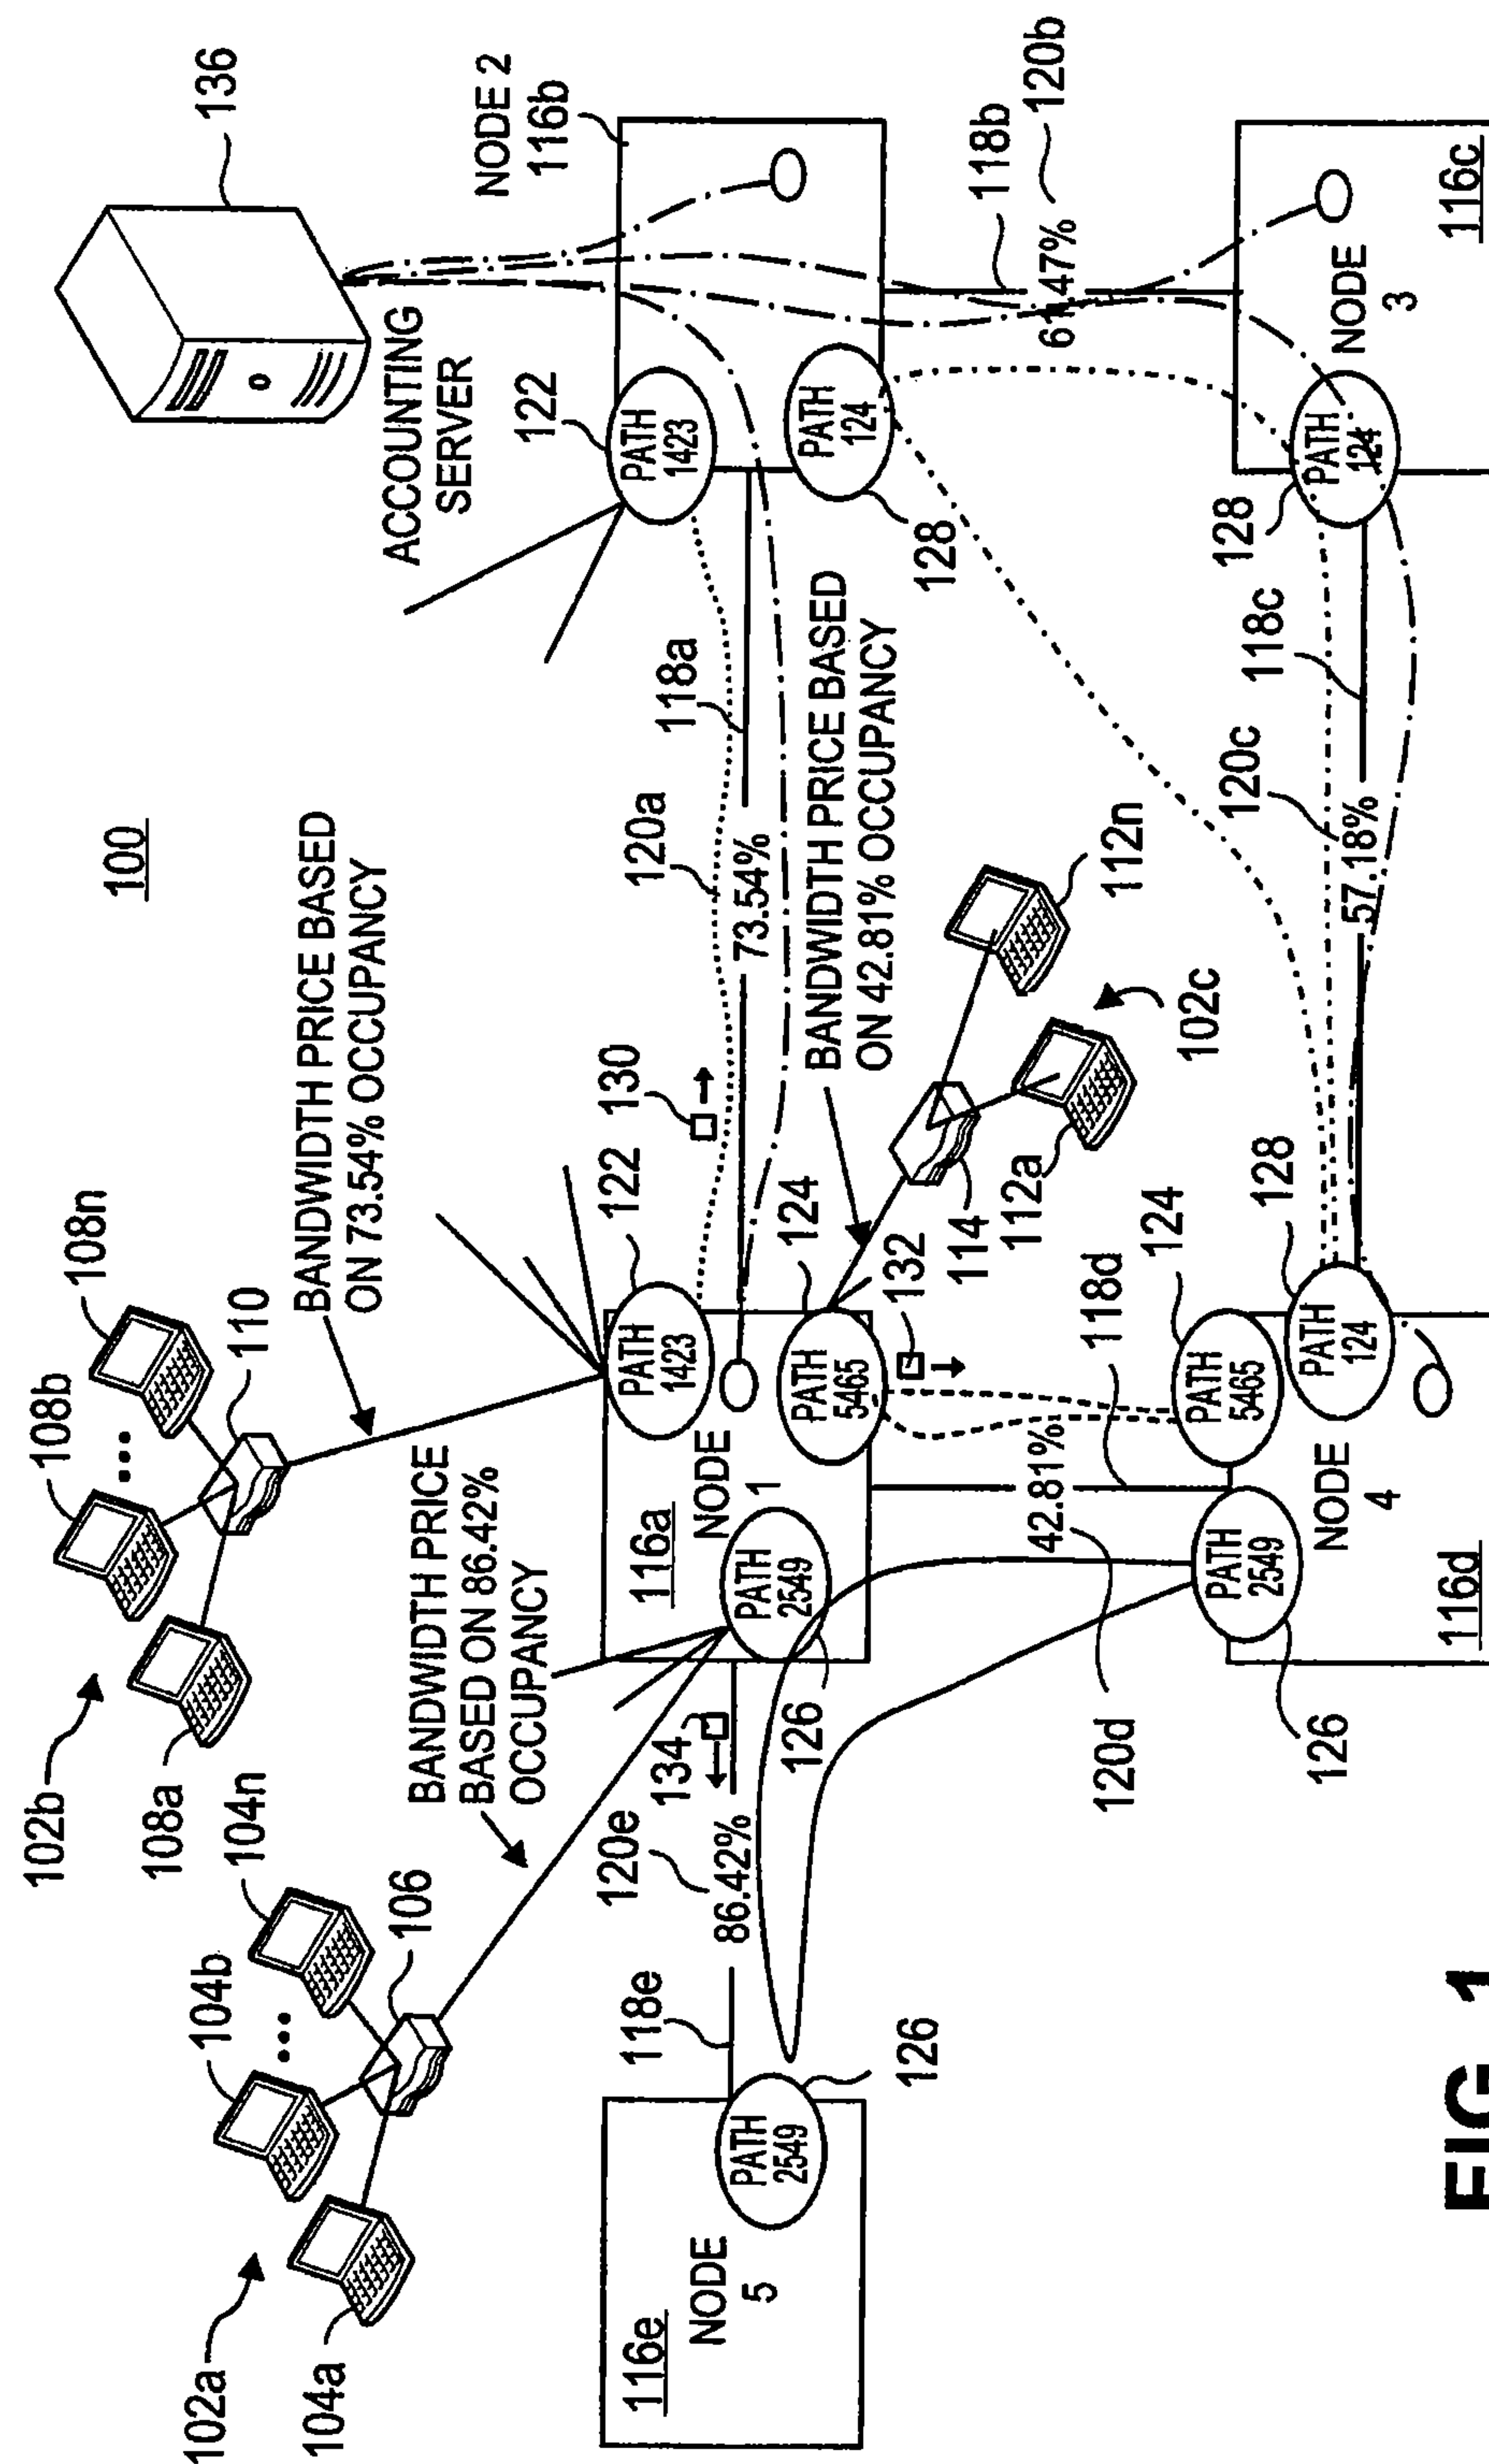 100
102b
108a
108b
108n
110
BANDWIDTH PRICE BASED
ON 73.54% OCCUPANCY
136
ACCOUNTING
SERVER
102a
104a
104b
104n
106
BANDWIDTH PRICE
BASED ON 86.42%
OCCUPANCY
122
122
NODE 2
116b
116e
NODE
5
PATH
2549
126
118e
120e
86.42%
134
116a
NODE
1
PATH
1423
PATH
5465
PATH
2549
126
124
130
120a
118a
73.54%
PATH
1423
PATH
124
128
BANDWIDTH PRICE BASED
ON 42.81% OCCUPANCY
132
114
112a
112n
102c
118b
61.47%
120b
120d
42.81%
118d
124
128
126
PATH
2549
PATH
5465
PATH
124
NODE
4
116d
120c
57.18%
118c
128
PATH
124
NODE
3
116c
FIG. 1